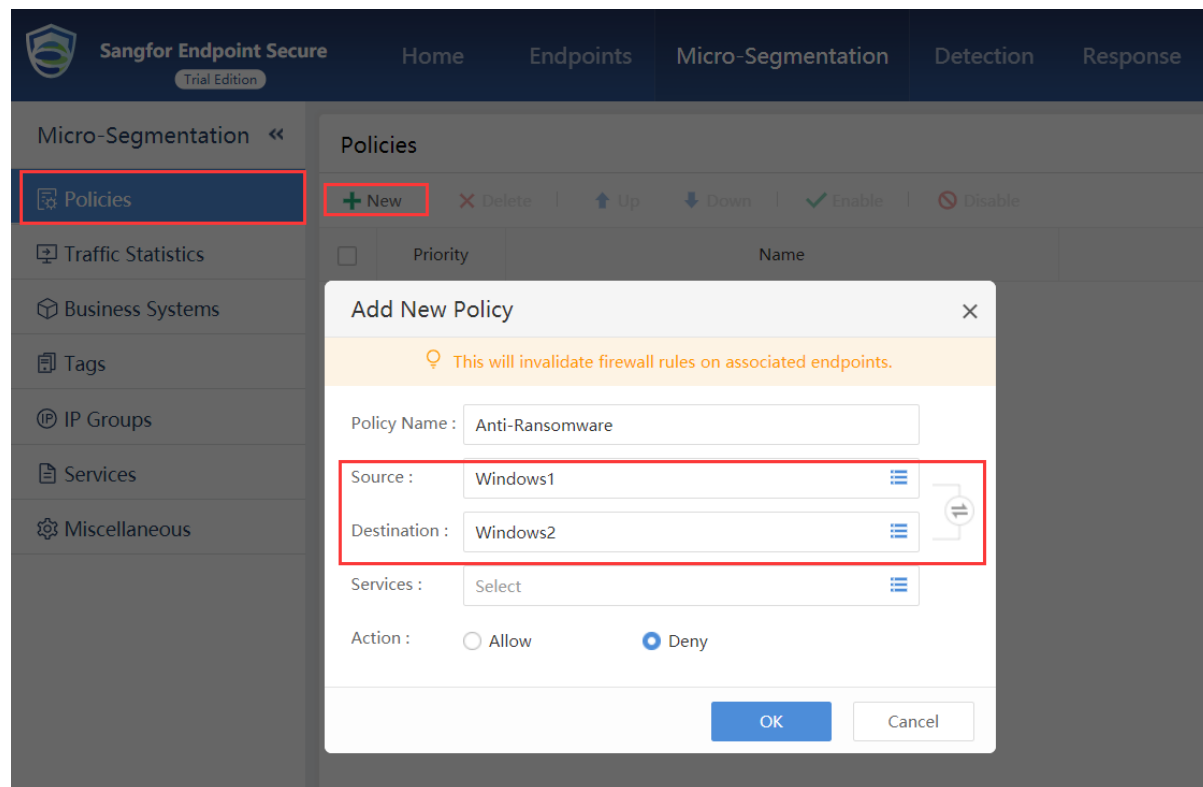 Sangfor Endpoint Secure
Trial Edition
Home Endpoints Micro-Segmentation Detection Response
Micro-Segmentation «
Policies
Traffic Statistics
Business Systems
Tags
IP Groups
Services
Miscellaneous
Policies
New Delete Up Down Enable Disable
Priority Name
Add New Policy
This will invalidate firewall rules on associated endpoints.
Policy Name : Anti-Ransomware
Source : Windows1
Destination : Windows2
Services : Select
Action : Allow Deny
OK Cancel